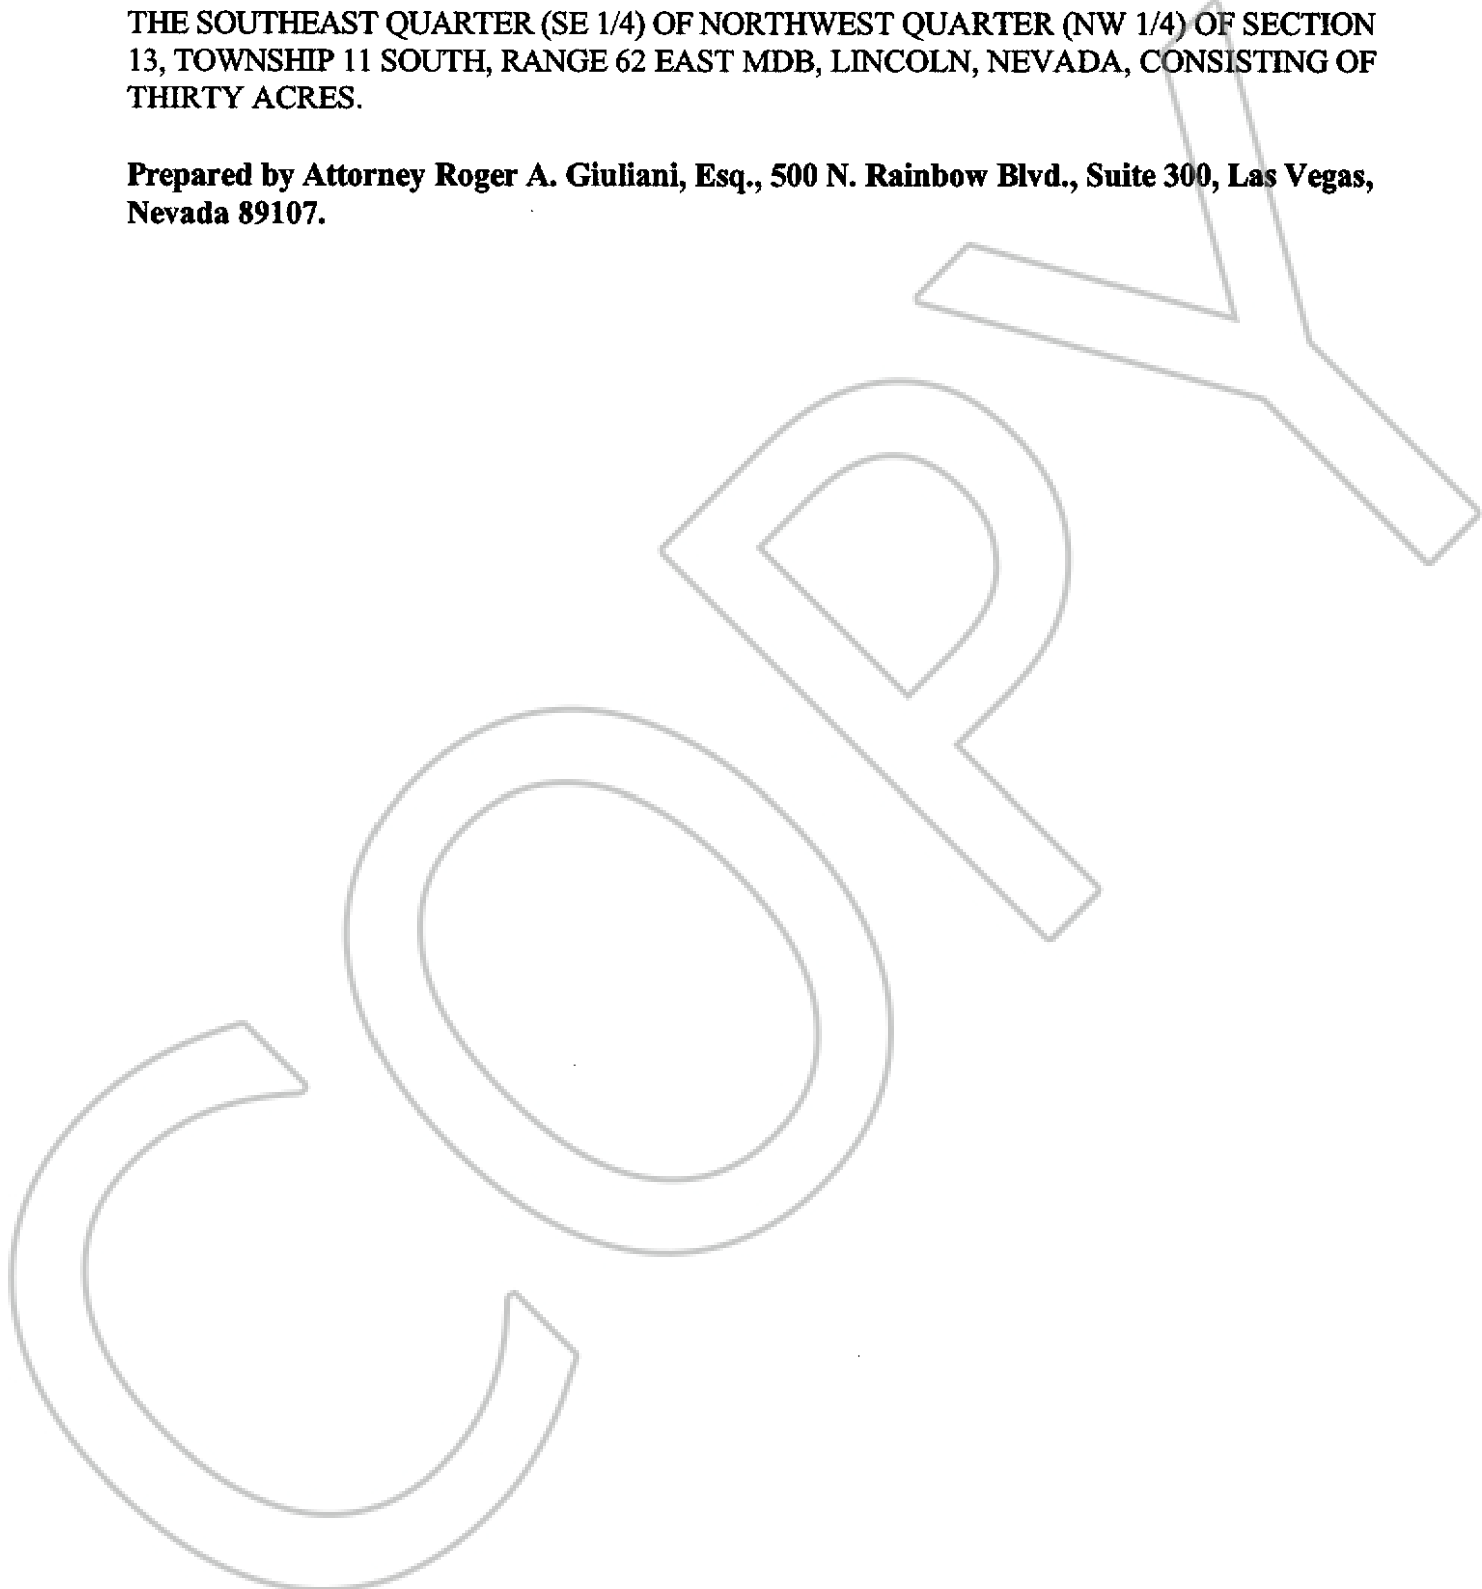 THE SOUTHEAST QUARTER (SE 1/4) OF NORTHWEST QUARTER (NW 1/4) OF SECTION
13, TOWNSHIP 11 SOUTH, RANGE 62 EAST MDB, LINCOLN, NEVADA, CONSISTING OF
THIRTY ACRES.
Prepared by Attorney Roger A. Giuliani, Esq., 500 N. Rainbow Blvd., Suite 300, Las Vegas,
Nevada 89107.
COPY